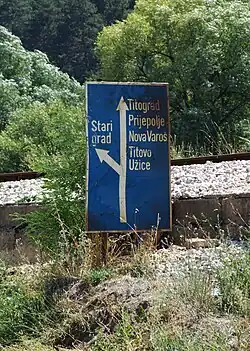 Titograd
Prijepolje
Nova Varoš
Titovo
Užice
Stari
grad